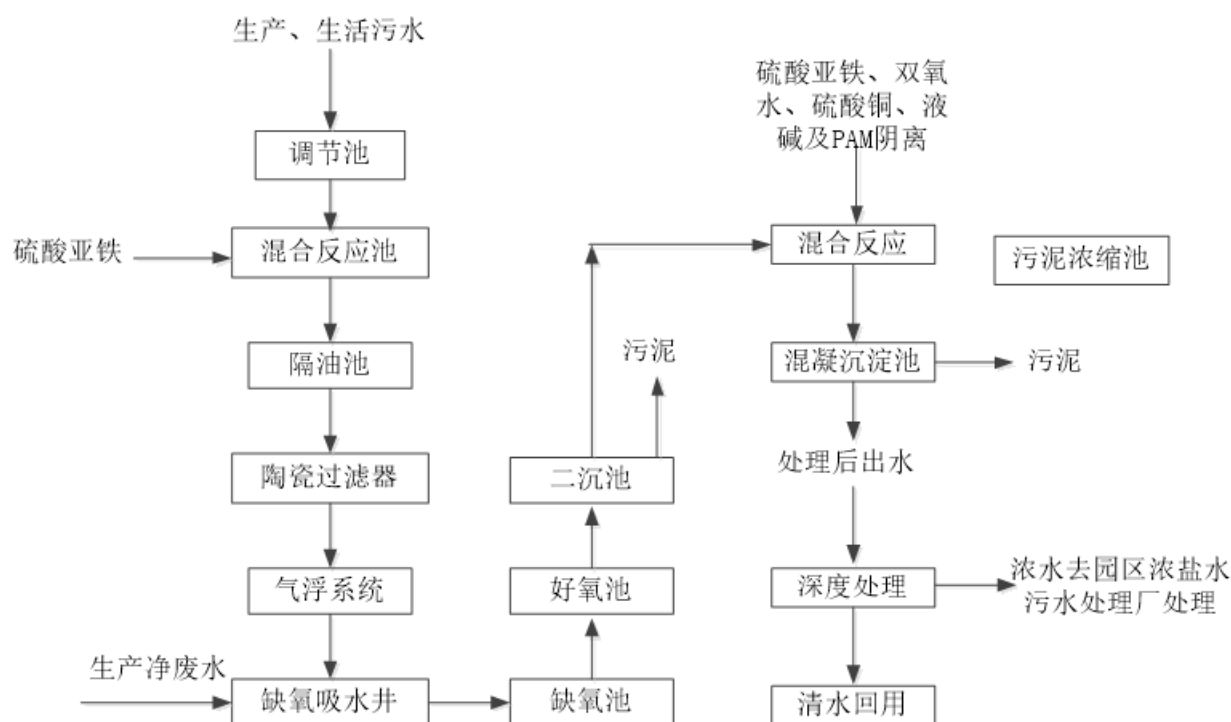 生产、生活污水
调节池
硫酸亚铁
混合反应池
隔油池
陶瓷过滤器
气浮系统
生产净废水
缺氧吸水井
缺氧池
好氧池
二沉池
污泥
硫酸亚铁、双氧
水、硫酸铜、液
碱及PAM阴离
混合反应
污泥浓缩池
混凝沉淀池
污泥
处理后出水
深度处理
浓水去园区浓盐水
污水处理厂处理
清水回用